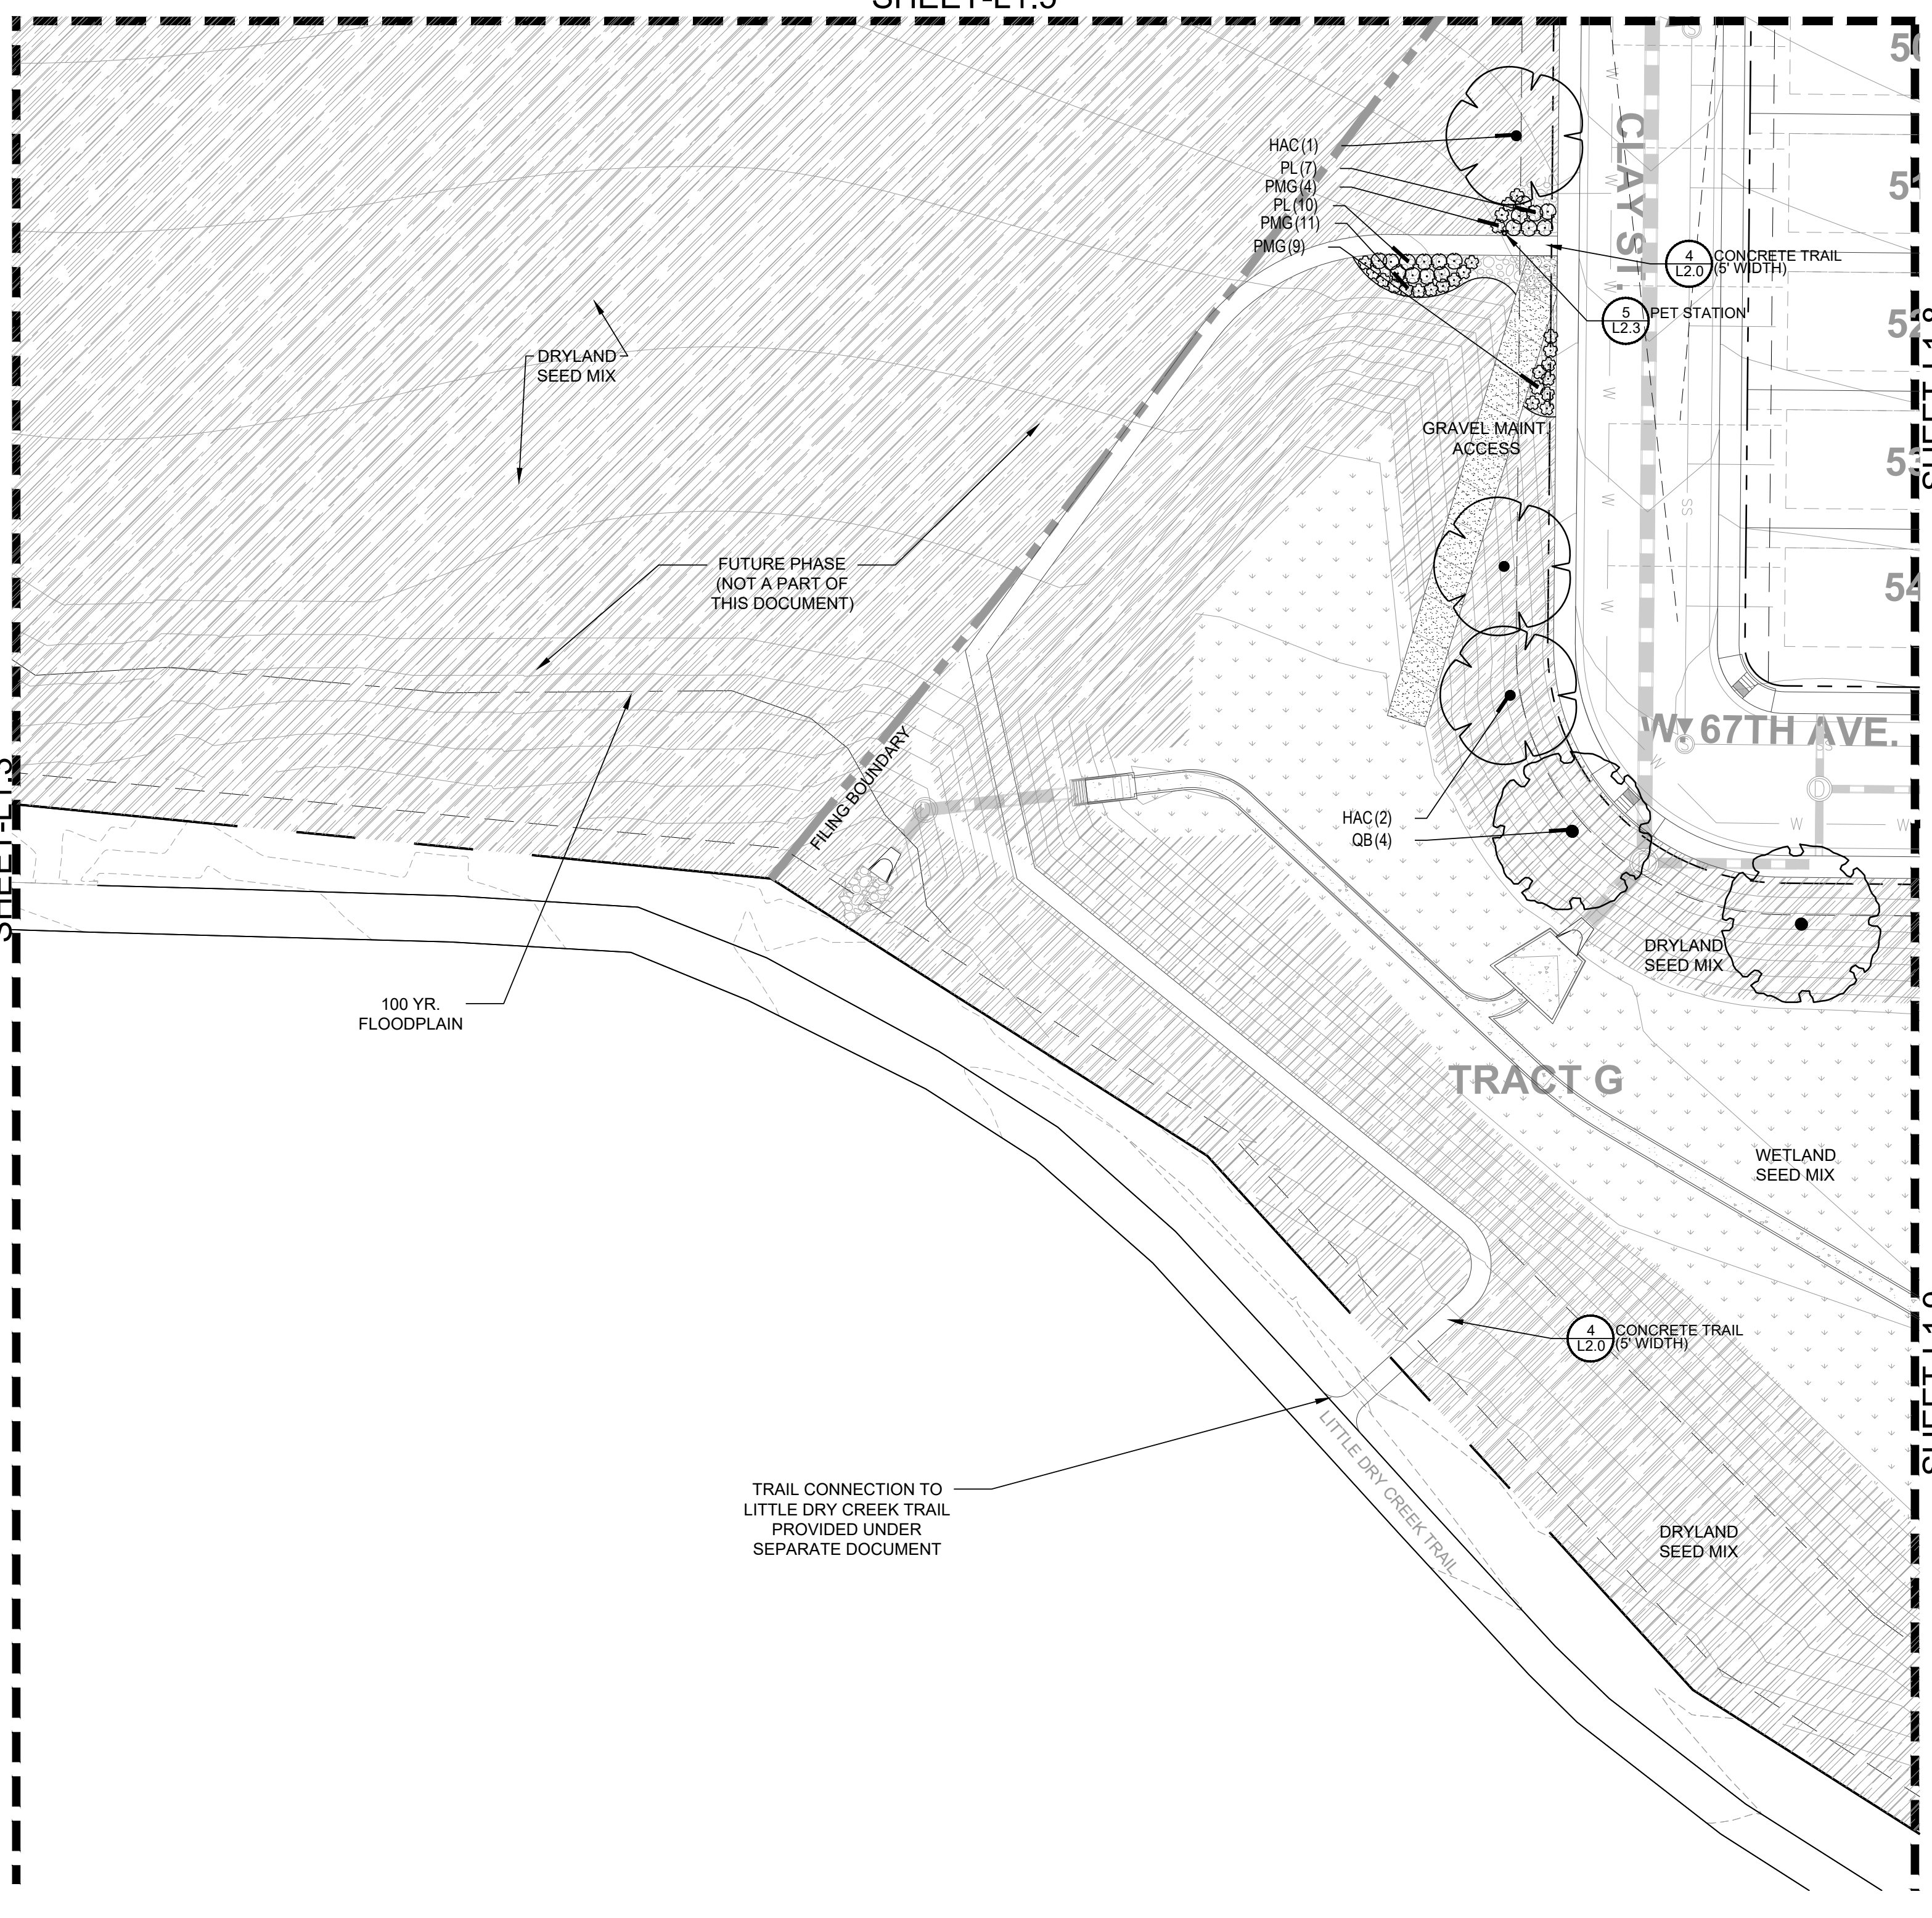 HAC (1)
PL (7)
PMG (4)
PL (10)
PMG (11)
PMG (9)
CLAY ST.
4
L2.0
CONCRETE TRAIL
(5' WIDTH)
5
L2.3
PET STATION
DRYLAND
SEED MIX
GRAVEL MAINT.
ACCESS
FUTURE PHASE
(NOT A PART OF
THIS DOCUMENT)
W
W
W
W
W
W
SS
S
S
W. 67TH AVE.
FILING BOUNDARY
HAC (2)
QB (4)
D
W
W
DRYLAND
SEED MIX
100 YR.
FLOODPLAIN
TRACT G
WETLAND
SEED MIX
4
L2.0
CONCRETE TRAIL
(5' WIDTH)
LITTLE DRY CREEK TRAIL
TRAIL CONNECTION TO
LITTLE DRY CREEK TRAIL
PROVIDED UNDER
SEPARATE DOCUMENT
DRYLAND
SEED MIX